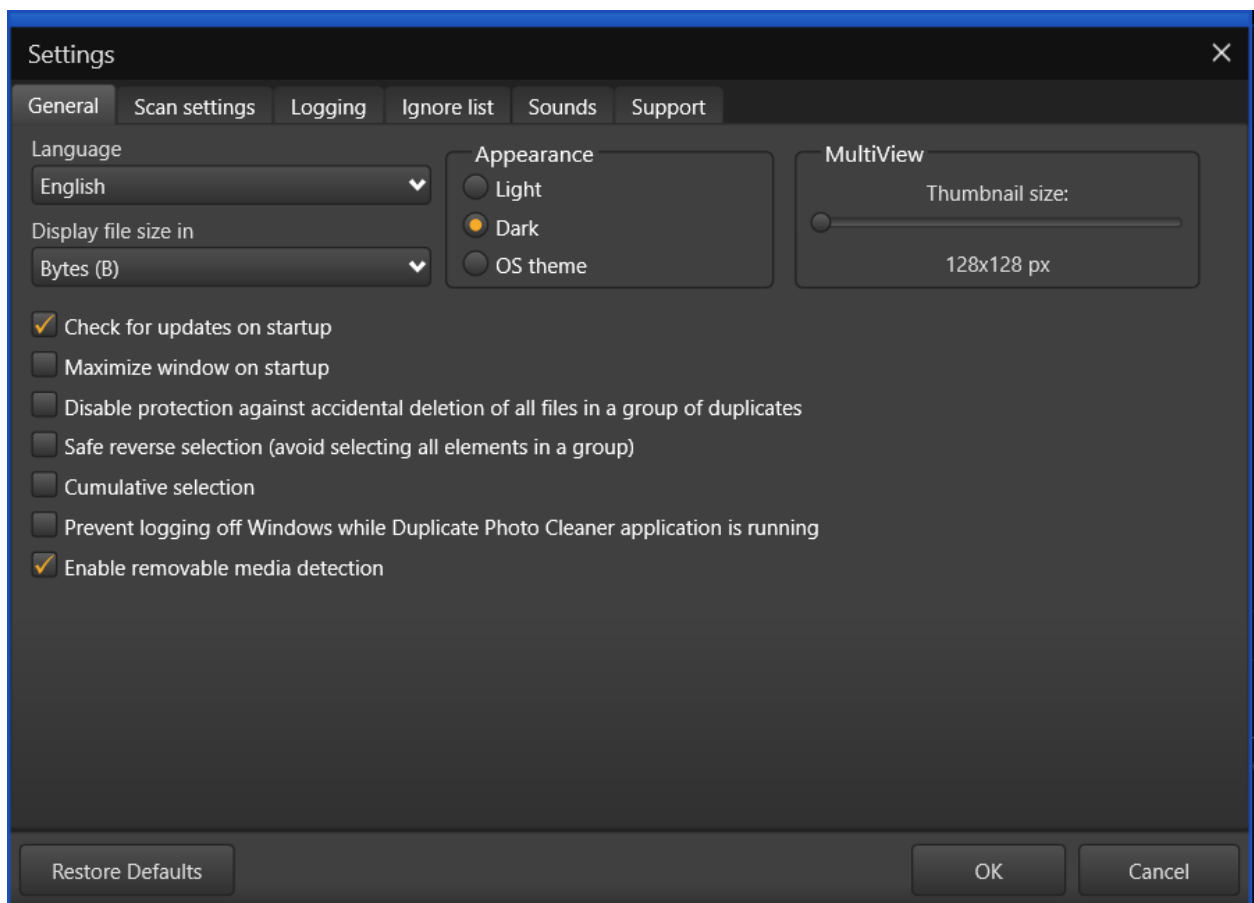 Settings
General Scan settings Logging Ignore list Sounds Support
Language
English
Display file size in
Bytes (B)
Appearance
Light
Dark
OS theme
MultiView
Thumbnail size:
128x128 px
Check for updates on startup
Maximize window on startup
Disable protection against accidental deletion of all files in a group of duplicates
Safe reverse selection (avoid selecting all elements in a group)
Cumulative selection
Prevent logging off Windows while Duplicate Photo Cleaner application is running
Enable removable media detection
Restore Defaults OK Cancel